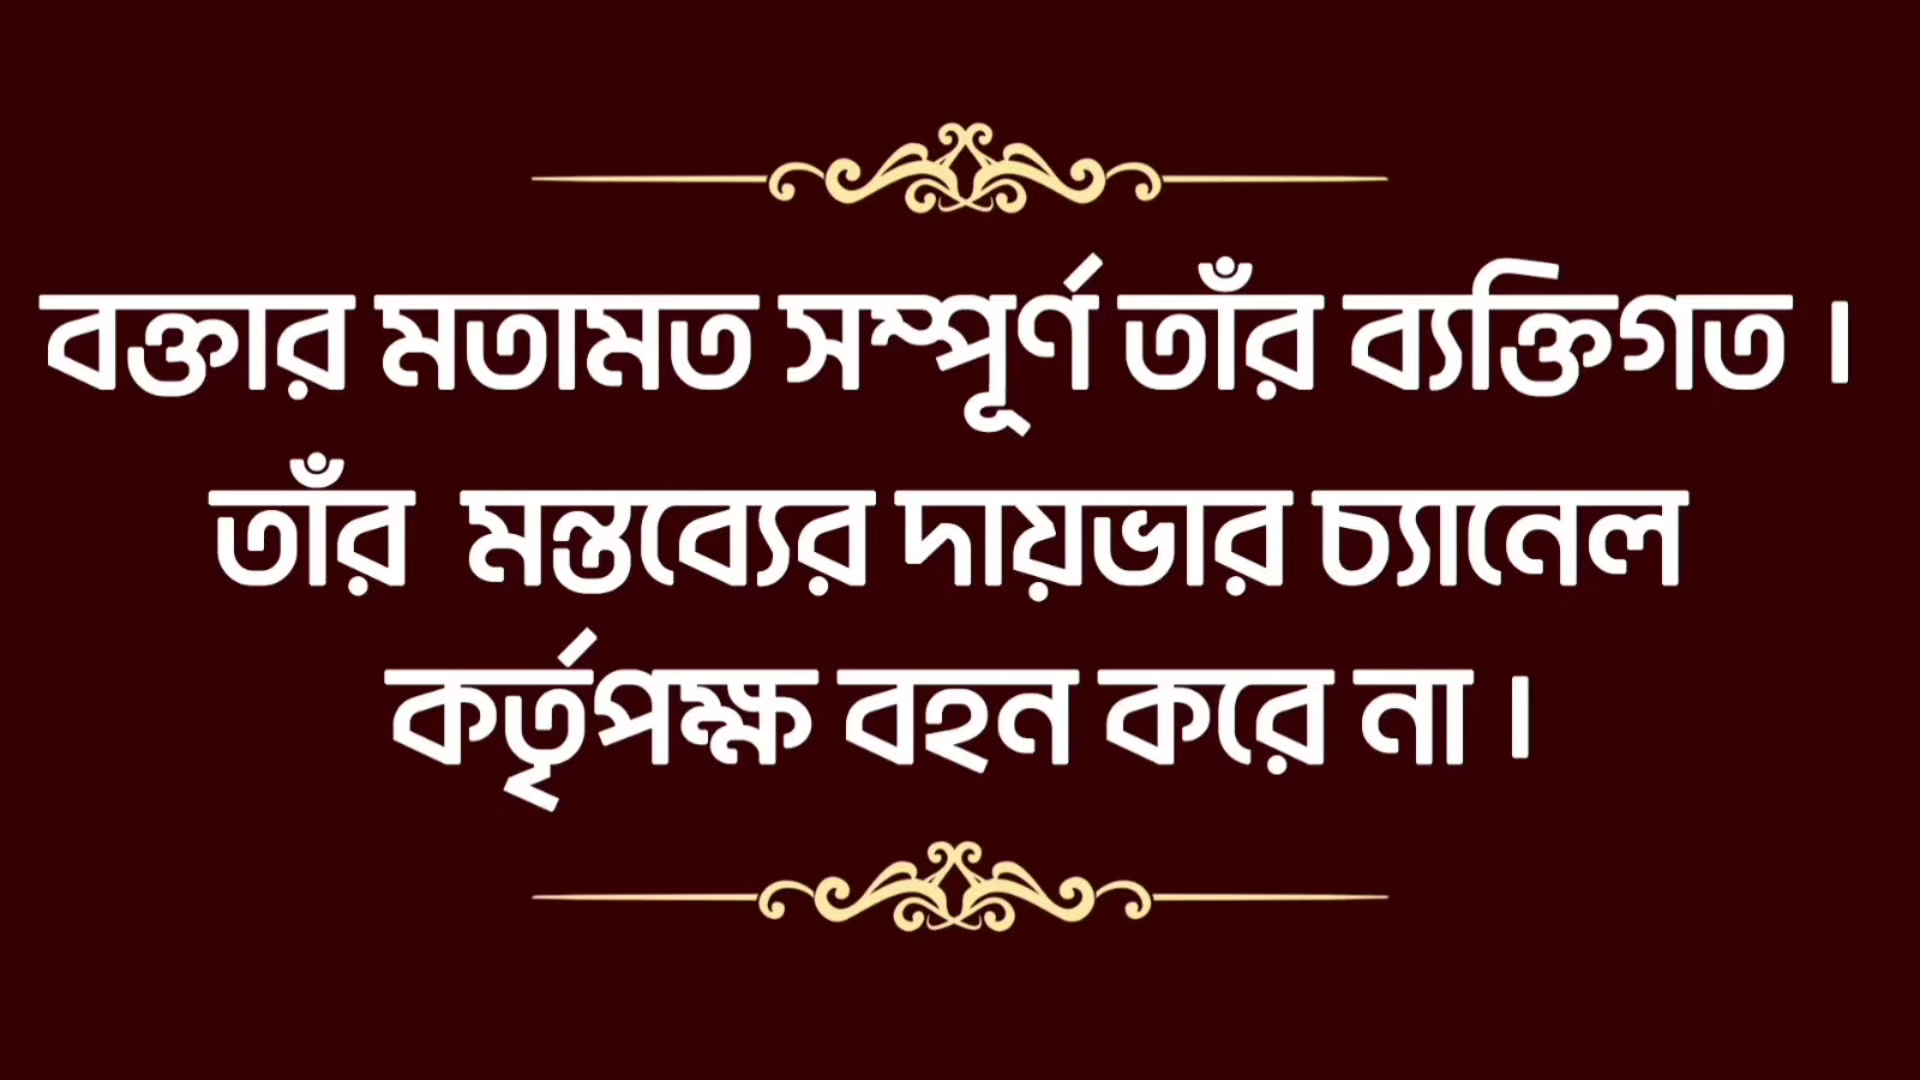 বক্তার মতামত সম্পূর্ণ তাঁর ব্যক্তিগত ।
তাঁর মন্তব্যের দায়ভার চ্যানেল
কর্তৃপক্ষ বহন করে না ।